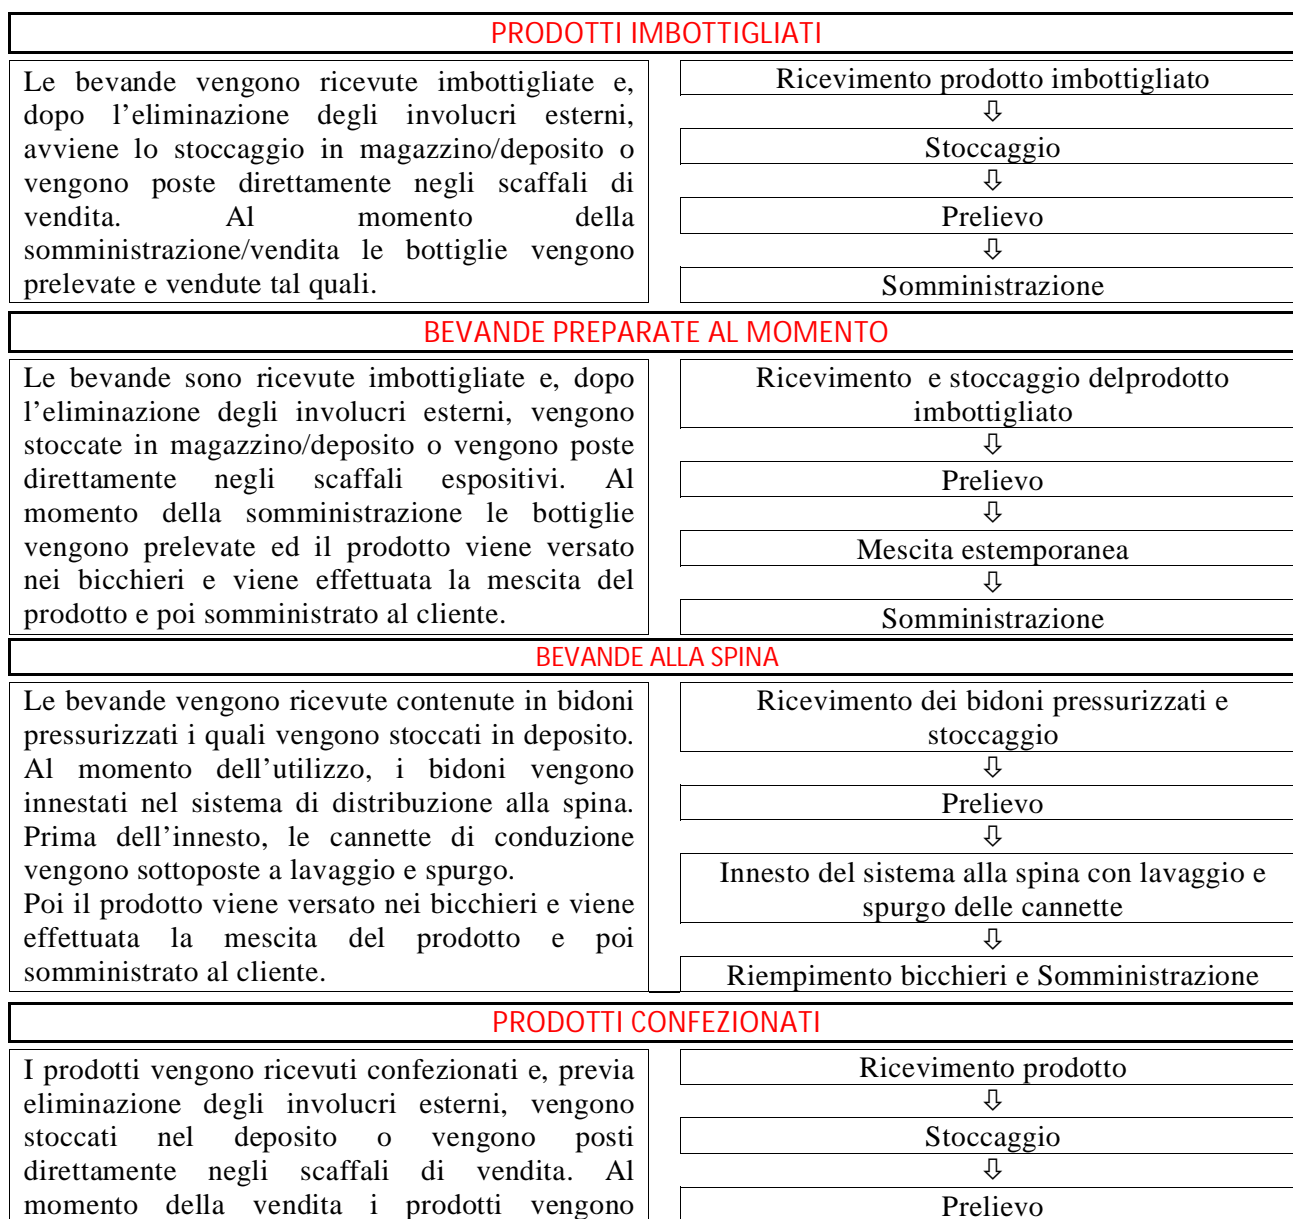 PRODOTTI IMBOTTIGLIATI
Le bevande vengono ricevute imbottigliate e,
dopo l’eliminazione degli involucri esterni,
avviene lo stoccaggio in magazzino/deposito o
vengono poste direttamente negli scaffali di
vendita. Al momento della
somministrazione/vendita le bottiglie vengono
prelevate e vendute tal quali.
Ricevimento prodotto imbottigliato
⇩
Stoccaggio
⇩
Prelievo
⇩
Somministrazione
BEVANDE PREPARATE AL MOMENTO
Le bevande sono ricevute imbottigliate e, dopo
l’eliminazione degli involucri esterni, vengono
stoccate in magazzino/deposito o vengono poste
direttamente negli scaffali espositivi. Al
momento della somministrazione le bottiglie
vengono prelevate ed il prodotto viene versato
nei bicchieri e viene effettuata la mescita del
prodotto e poi somministrato al cliente.
Ricevimento e stoccaggio delprodotto
imbottigliato
⇩
Prelievo
⇩
Mescita estemporanea
⇩
Somministrazione
BEVANDE ALLA SPINA
Le bevande vengono ricevute contenute in bidoni
pressurizzati i quali vengono stoccati in deposito.
Al momento dell’utilizzo, i bidoni vengono
innestati nel sistema di distribuzione alla spina.
Prima dell’innesto, le cannette di conduzione
vengono sottoposte a lavaggio e spurgo.
Poi il prodotto viene versato nei bicchieri e viene
effettuata la mescita del prodotto e poi
somministrato al cliente.
Ricevimento dei bidoni pressurizzati e
stoccaggio
⇩
Prelievo
⇩
Innesto del sistema alla spina con lavaggio e
spurgo delle cannette
⇩
Riempimento bicchieri e Somministrazione
PRODOTTI CONFEZIONATI
I prodotti vengono ricevuti confezionati e, previa
eliminazione degli involucri esterni, vengono
stoccati nel deposito o vengono posti
direttamente negli scaffali di vendita. Al
momento della vendita i prodotti vengono
Ricevimento prodotto
⇩
Stoccaggio
⇩
Prelievo